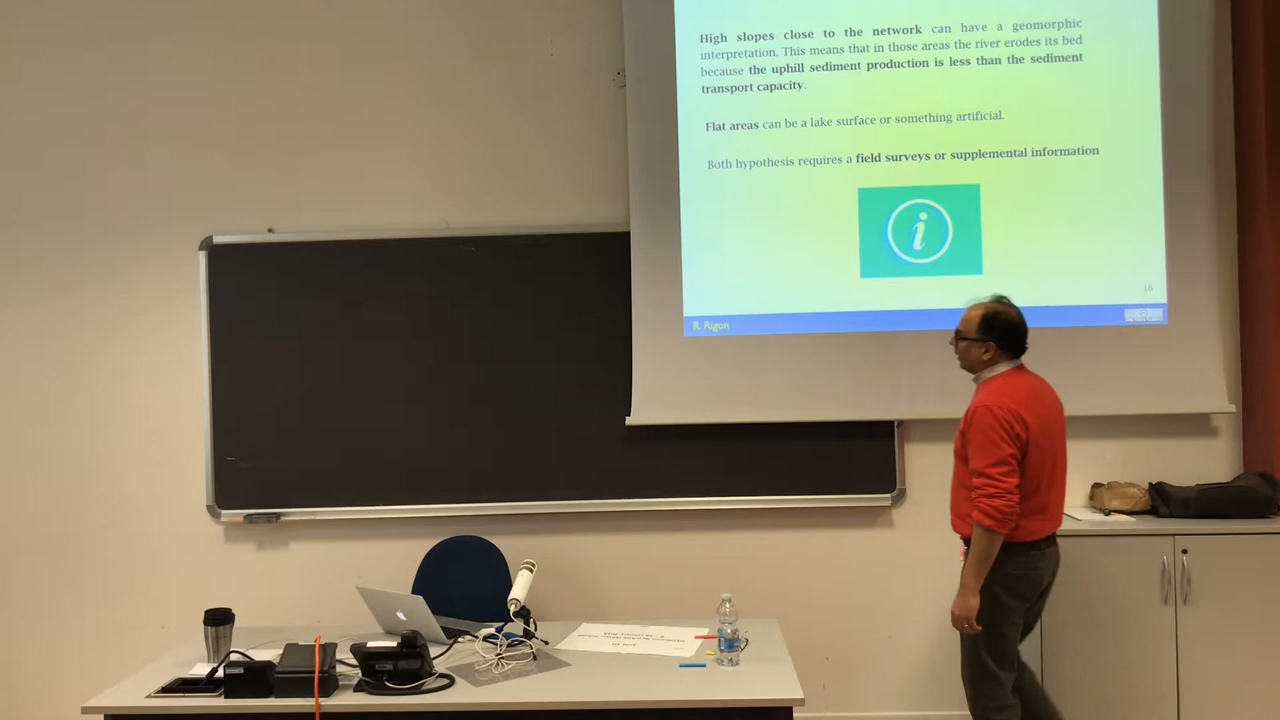 High slopes close to the network can have a geomorphic
interpretation. This means that in those areas the river erodes its bed
because the uphill sediment production is less than the sediment
transport capacity.
Flat areas can be a lake surface or something artificial.
Both hypothesis requires a field surveys or supplemental information
i
16
R. Rigon